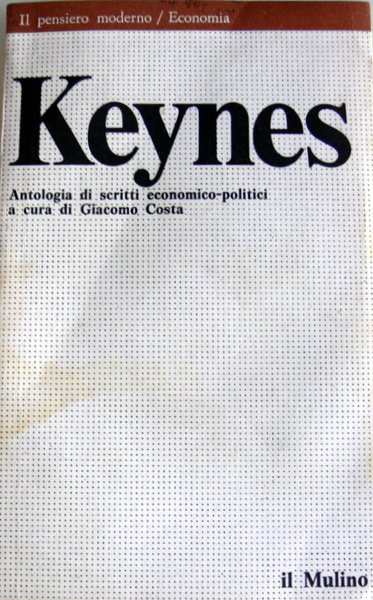 Il pensiero moderno / Economia
Keynes
Antologia di scritti economico-politici
a cura di Giacomo Costa
il Mulino